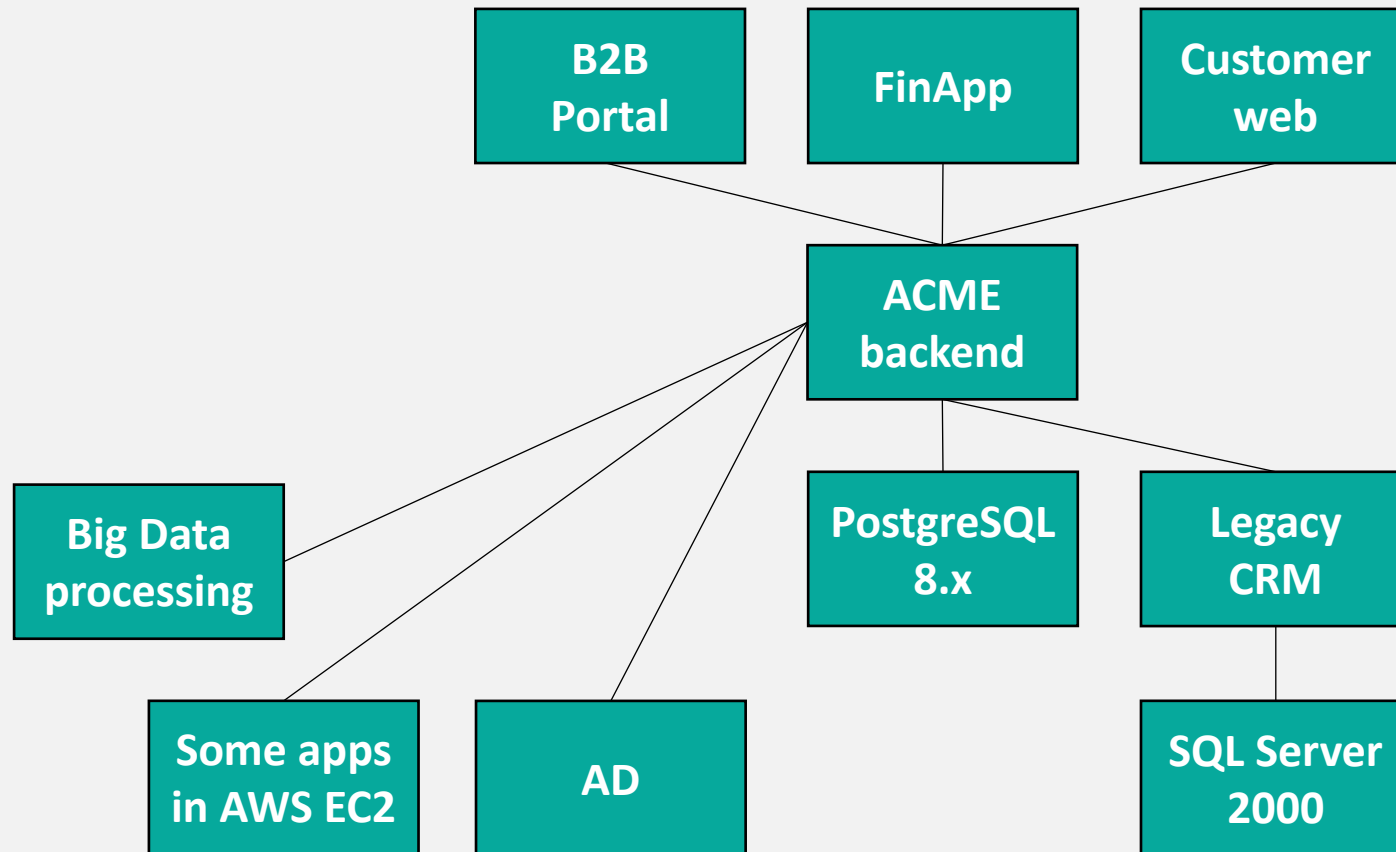 B2B
Portal
FinApp
Customer
web
ACME
backend
Big Data
processing
PostgreSQL
8.x
Legacy
CRM
Some apps
in AWS EC2
AD
SQL Server
2000